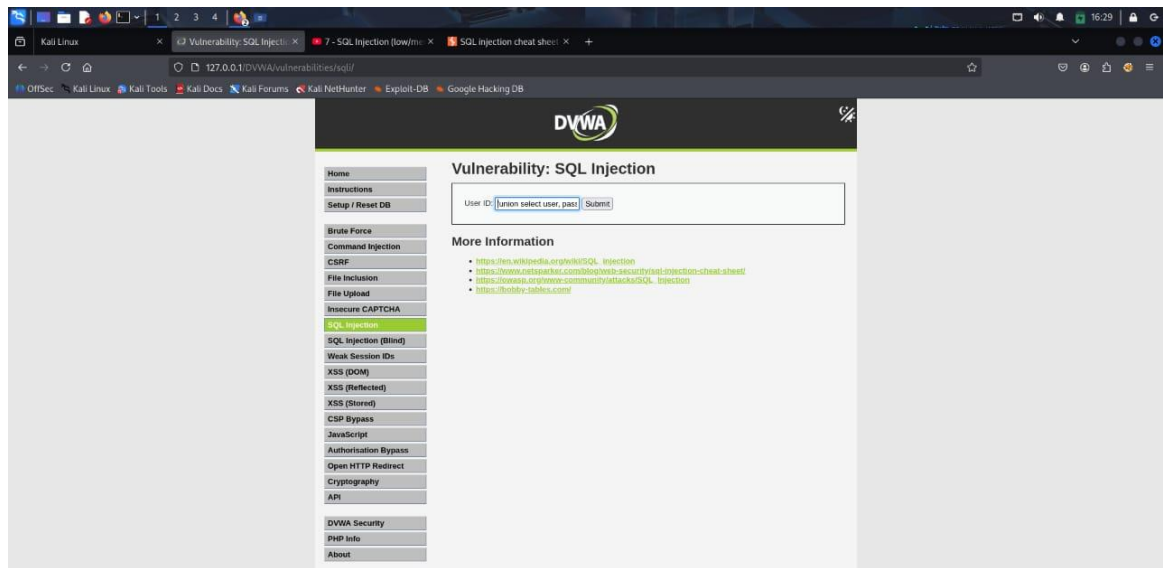 1 2 3 4
16:29
Kali Linux
Vulnerability: SQL Injectio
7 - SQL Injection (low/me
SQL injection cheat sheet
127.0.0.1/DVWA/vulnerabilities/sqli/
OffSec Kali Linux Kali Tools Kali Docs Kali Forums Kali NetHunter Exploit-DB Google Hacking DB
DVWA
Home
Instructions
Setup / Reset DB
Brute Force
Command Injection
CSRF
File Inclusion
File Upload
Insecure CAPTCHA
SQL Injection
SQL Injection (Blind)
Weak Session IDs
XSS (DOM)
XSS (Reflected)
XSS (Stored)
CSP Bypass
JavaScript
Authorisation Bypass
Open HTTP Redirect
Cryptography
API
DVWA Security
PHP Info
About
Vulnerability: SQL Injection
User ID: 'union select user, pass Submit
More Information
https://en.wikipedia.org/wiki/SQL_injection
https://www.netsparker.com/blog/web-security/sql-injection-cheat-sheet/
https://owasp.org/www-community/attacks/SQL_Injection
https://bobby-tables.com/